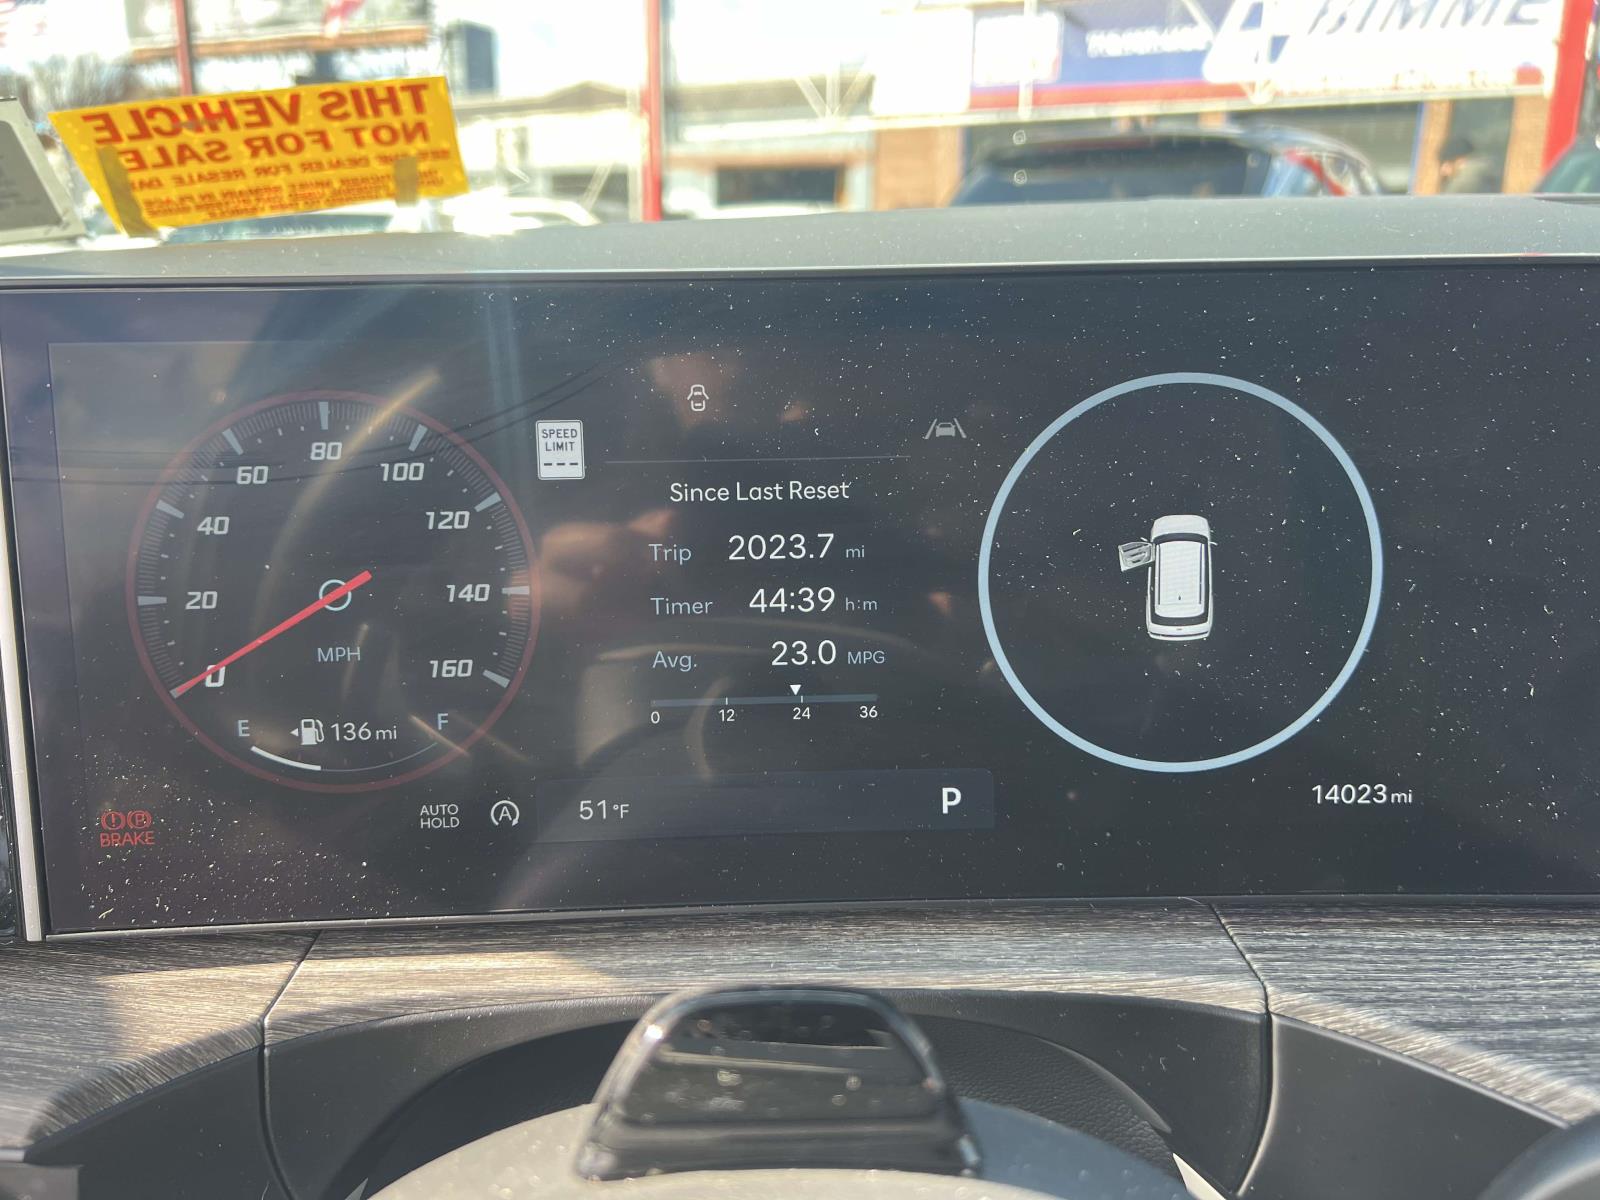 THIS VEHICLE
NOT FOR SALE
SPEED
LIMIT
---
Since Last Reset
Trip 2023.7 mi
Timer 44:39 h:m
Avg. 23.0 MPG
0 12 24 36
0 20 40 60 80 100 120 140 160
MPH
E 136 mi F
BRAKE
AUTO
HOLD
A
51°F
P
14023 mi